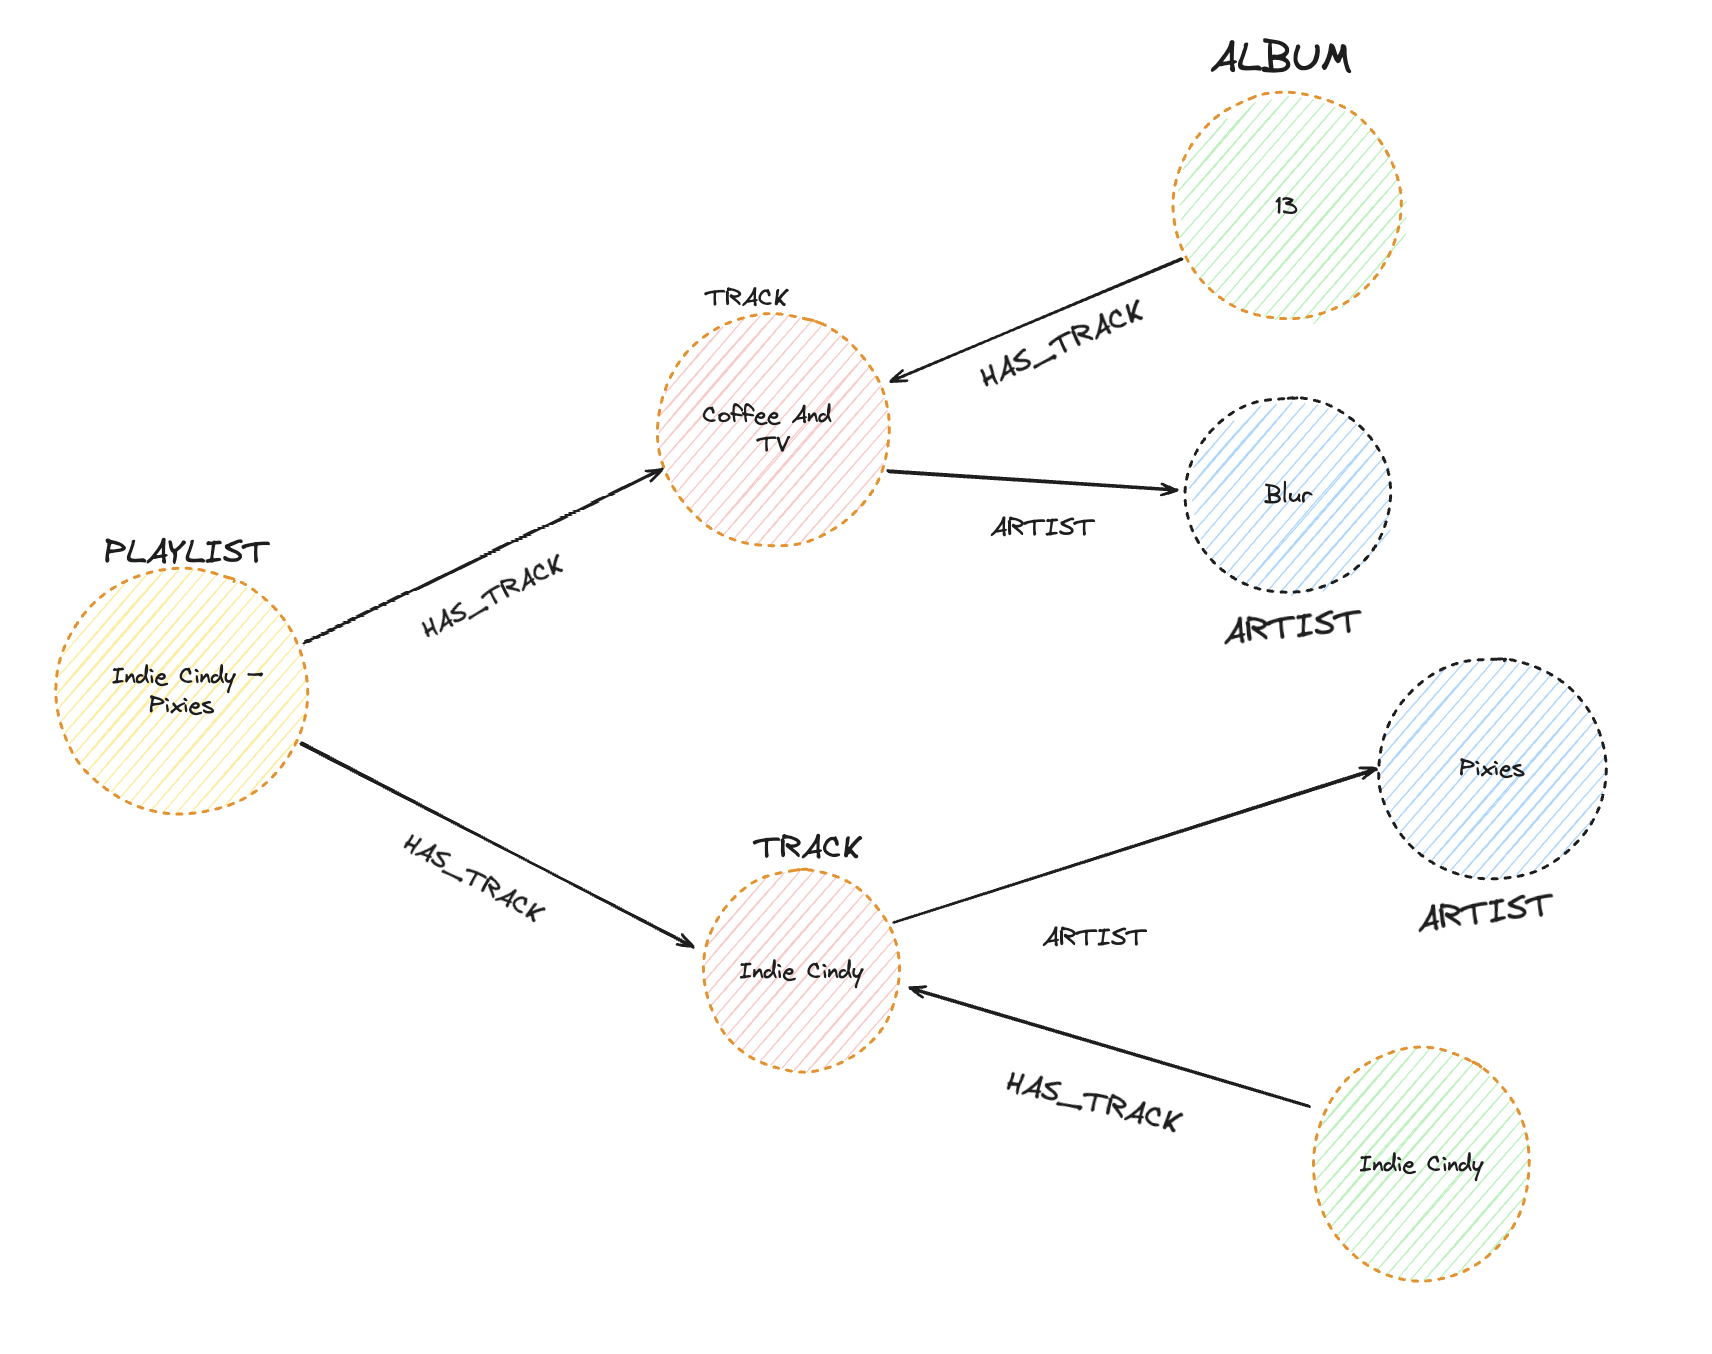 ALBUM
13
HAS_TRACK
TRACK
Coffee And
TV
ARTIST
Blur
ARTIST
PLAYLIST
Indie Cindy -
Pixies
HAS_TRACK
HAS_TRACK
TRACK
Indie Cindy
ARTIST
Pixies
ARTIST
HAS_TRACK
Indie Cindy